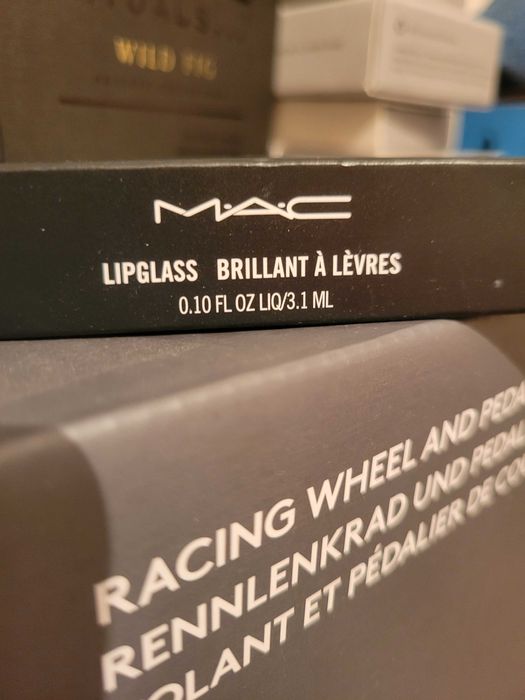 RITUALS...
WILD FIG
M·A·C
LIPGLASS BRILLANT À LÈVRES
0.10 FL OZ LIQ/3.1 ML
RACING WHEEL AND PEDA
RENNLENKRAD UND PEDAL
OLANT ET PÉDALIER DE CO